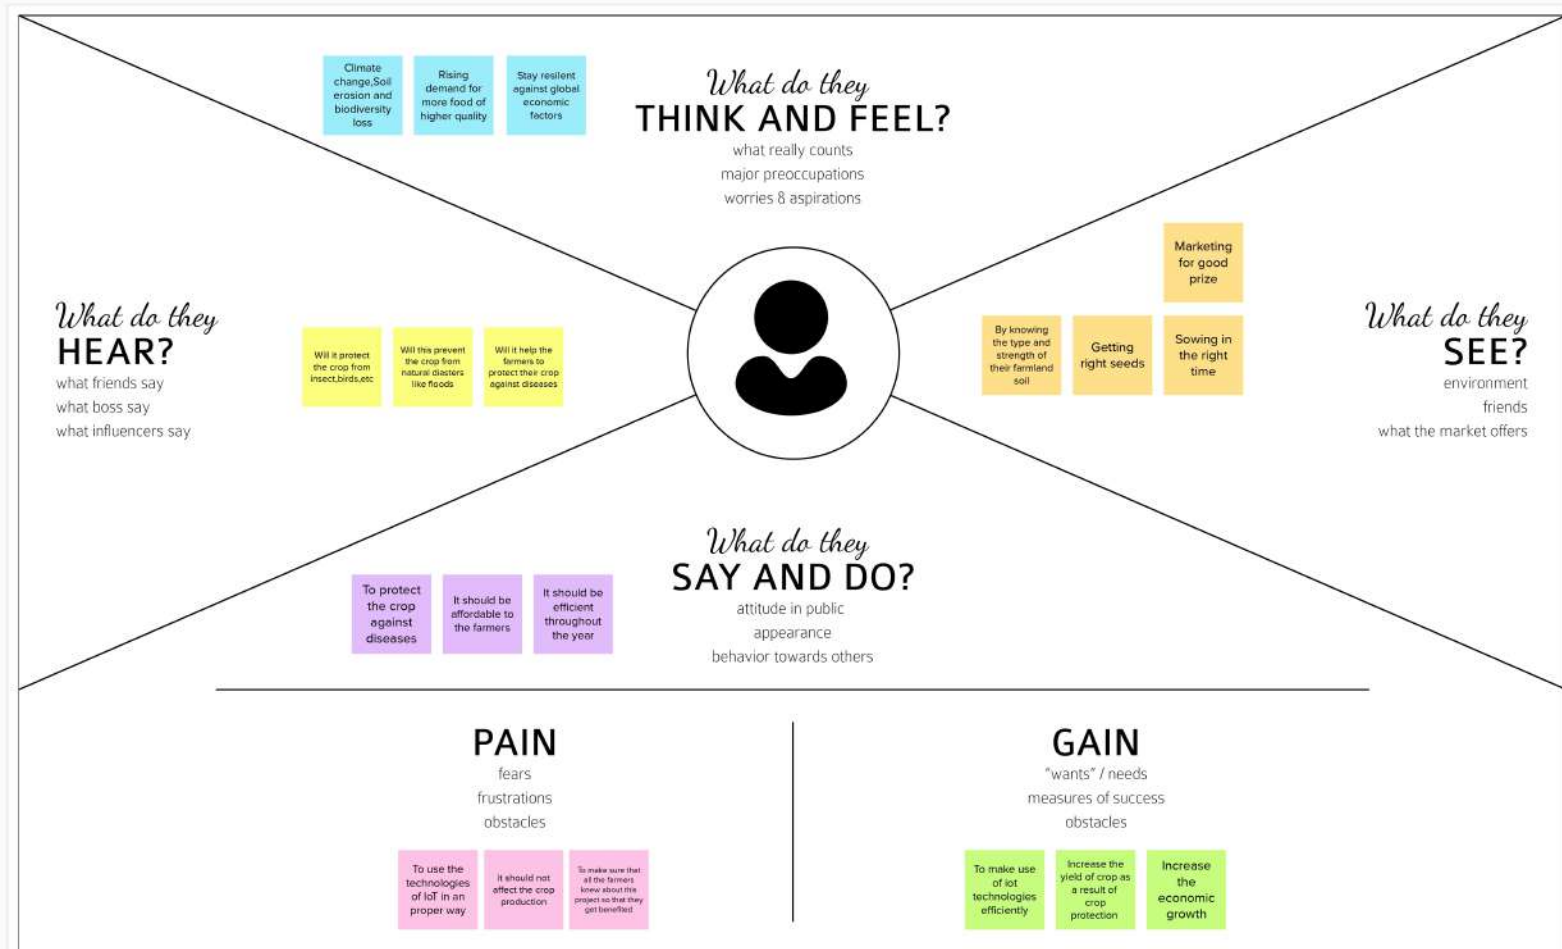 Climate
change,Soil
erosion and
biodiversity
loss
Rising
demand for
more food of
higher quality
Stay resilent
against global
economic
factors
What do they
THINK AND FEEL?
what really counts
major preoccupations
worries & aspirations
What do they
HEAR?
what friends say
what boss say
what influencers say
Will it protect
the crop from
insect,birds,etc
Will this prevent
the crop from
natural diasters
like floods
Will it help the
farmers to
protect their crop
against diseases
Marketing
for good
prize
By knowing
the type and
strength of
their farmland
soil
Getting
right seeds
Sowing in
the right
time
What do they
SEE?
environment
friends
what the market offers
What do they
SAY AND DO?
attitude in public
appearance
behavior towards others
To protect
the crop
against
diseases
It should be
affordable to
the farmers
It should be
efficient
throughout
the year
PAIN
fears
frustrations
obstacles
To use the
technologies
of IoT in an
proper way
It should not
affect the crop
production
To make sure that
all the farmers
knew about this
project so that they
get benefited
GAIN
"wants" / needs
measures of success
obstacles
To make use
of iot
technologies
efficiently
Increase the
yield of crop as
a result of
crop
protection
Increase
the
economic
growth